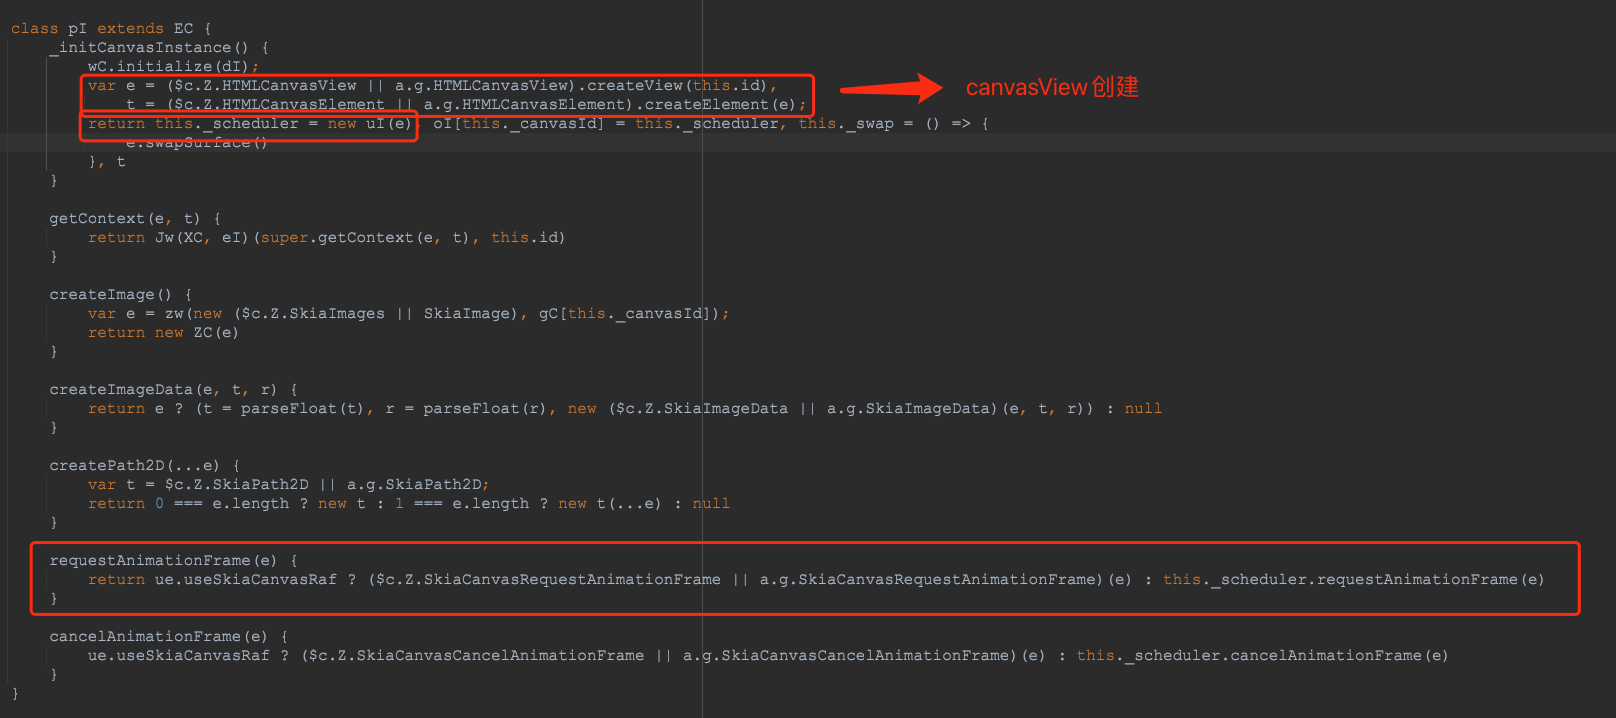 class pI extends EC {
_initCanvasInstance() {
wC.initialize(dI);
var e = ($c.Z.HTMLCanvasView || a.g.HTMLCanvasView).createView(this.id),
canvasView 创建
t = ($c.Z.HTMLCanvasElement || a.g.HTMLCanvasElement).createElement(e);
return this._scheduler = new uI(e), oI[this._canvasId] = this._scheduler, this._swap = () => {
e.swapSurface()
}, t
}
getContext(e, t) {
return Jw(XC, eI)(super.getContext(e, t), this.id)
}
createImage() {
var e = zw(new ($c.Z.SkiaImages || SkiaImage), gC[this._canvasId]);
return new ZC(e)
}
createImageData(e, t, r) {
return e ? (t = parseFloat(t), r = parseFloat(r), new ($c.Z.SkiaImageData || a.g.SkiaImageData)(e, t, r)) : null
}
createPath2D(...e) {
var t = $c.Z.SkiaPath2D || a.g.SkiaPath2D;
return 0 === e.length ? new t : 1 === e.length ? new t(...e) : null
}
requestAnimationFrame(e) {
return ue.useSkiaCanvasRaf ? ($c.Z.SkiaCanvasRequestAnimationFrame || a.g.SkiaCanvasRequestAnimationFrame)(e) : this._scheduler.requestAnimationFrame(e)
}
cancelAnimationFrame(e) {
ue.useSkiaCanvasRaf ? ($c.Z.SkiaCanvasCancelAnimationFrame || a.g.SkiaCanvasCancelAnimationFrame)(e) : this._scheduler.cancelAnimationFrame(e)
}
}